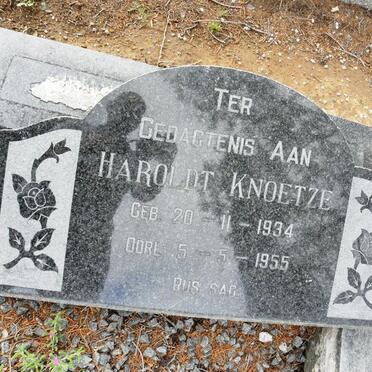 TER
GEDAGTENIS AAN
HAROLDT KNOETZE
GEB. 20 - 11 - 1934
OORL. 5 - 5 - 1955
RUS SAG